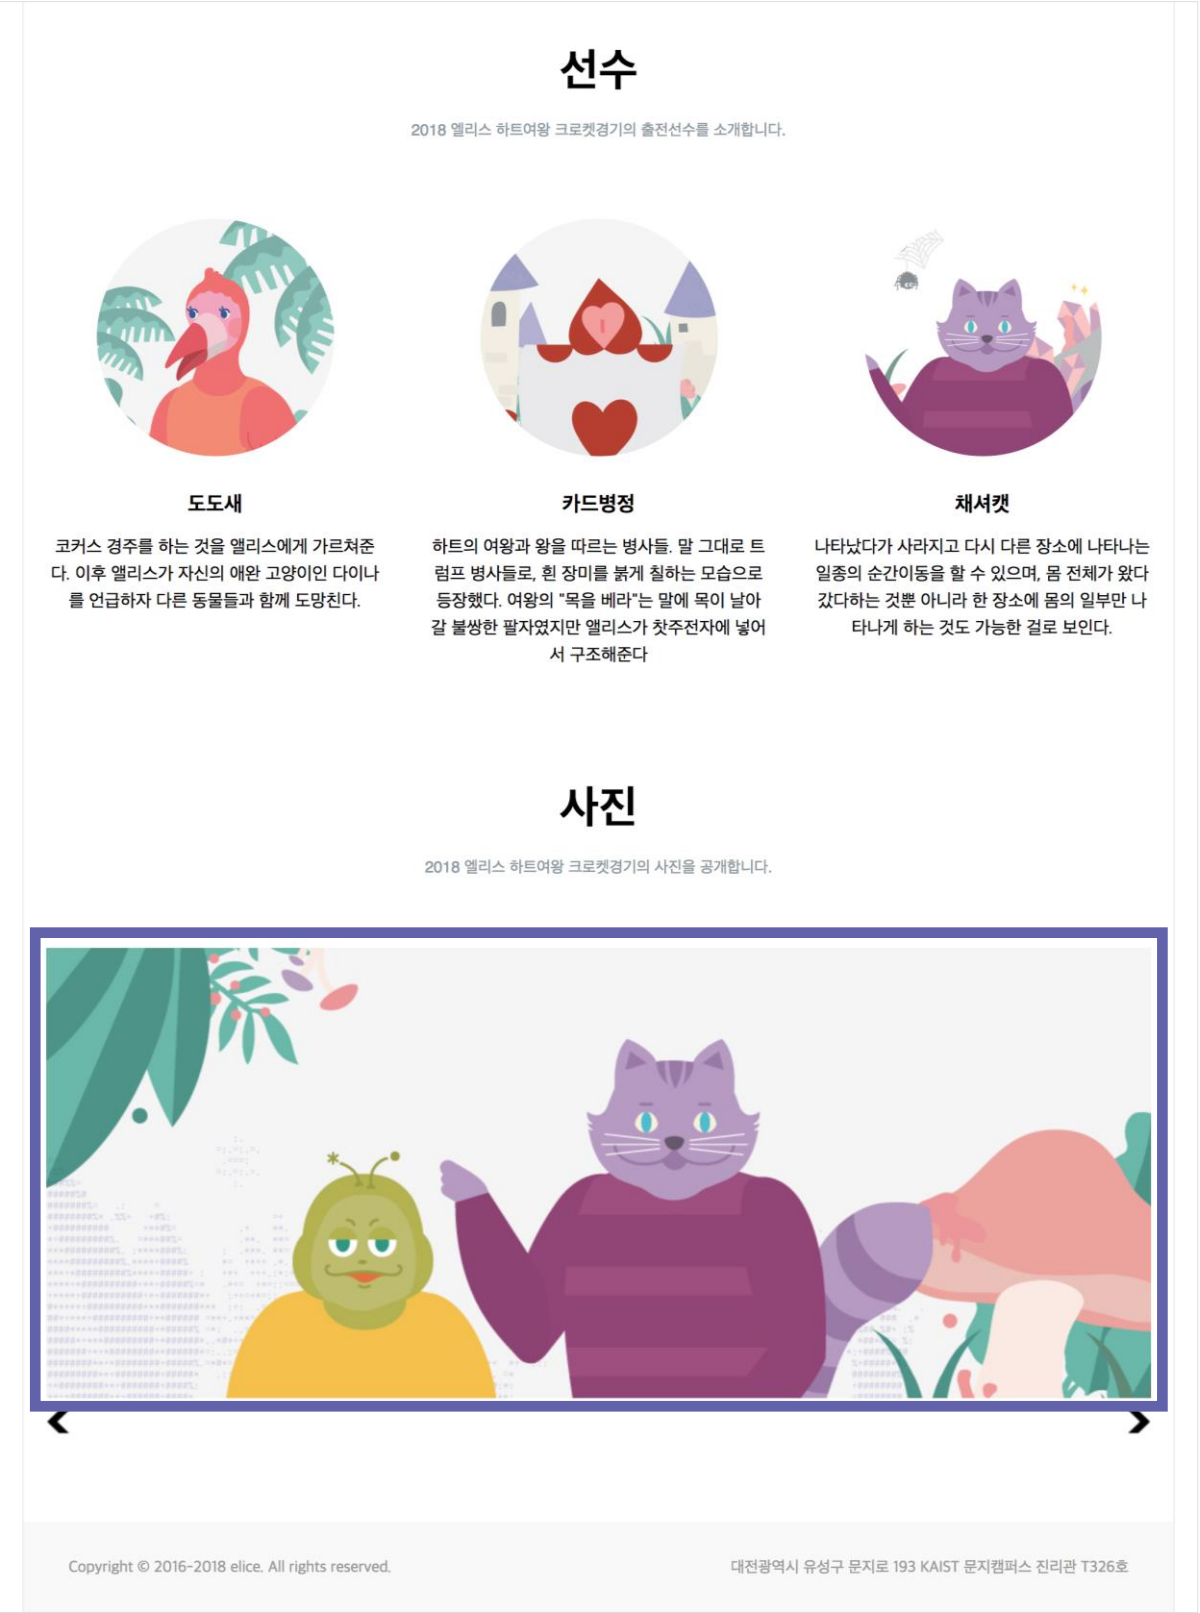 선수
2018 엘리스 하트여왕 크로켓경기의 출전선수를 소개합니다.
도도새
코커스 경주를 하는 것을 앨리스에게 가르쳐준
다. 이후 앨리스가 자신의 애완 고양이인 다이나
를 언급하자 다른 동물들과 함께 도망친다.
카드병정
하트의 여왕과 왕을 따르는 병사들. 말 그대로 트
럼프 병사들로, 흰 장미를 붉게 칠하는 모습으로
등장했다. 여왕의 "목을 베라"는 말에 목이 날아
갈 불쌍한 팔자였지만 앨리스가 찻주전자에 넣어
서 구조해준다
채셔캣
나타났다가 사라지고 다시 다른 장소에 나타나는
일종의 순간이동을 할 수 있으며, 몸 전체가 왔다
갔다하는 것뿐 아니라 한 장소에 몸의 일부만 나
타나게 하는 것도 가능한 걸로 보인다.
사진
2018 엘리스 하트여왕 크로켓경기의 사진을 공개합니다.
Copyright © 2016-2018 elice. All rights reserved.
대전광역시 유성구 문지로 193 KAIST 문지캠퍼스 진리관 T326호